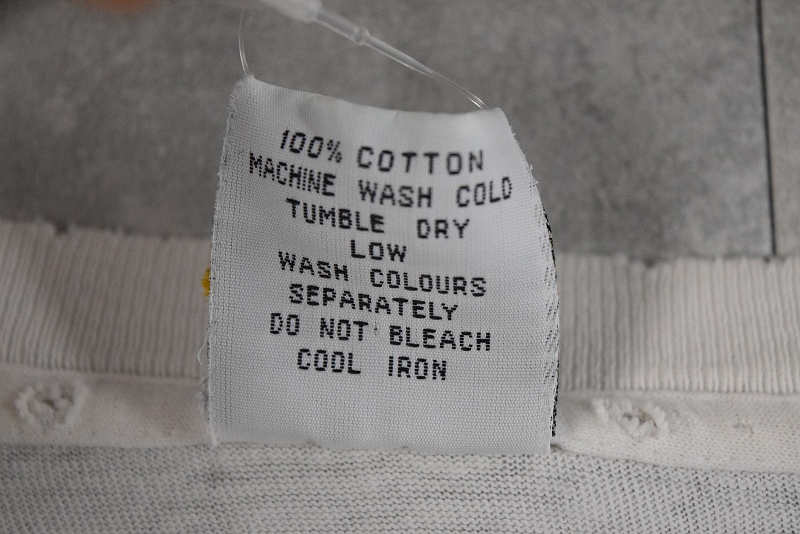 100% COTTON
MACHINE WASH COLD
TUMBLE DRY
LOW
WASH COLOURS
SEPARATELY
DO NOT BLEACH
COOL IRON